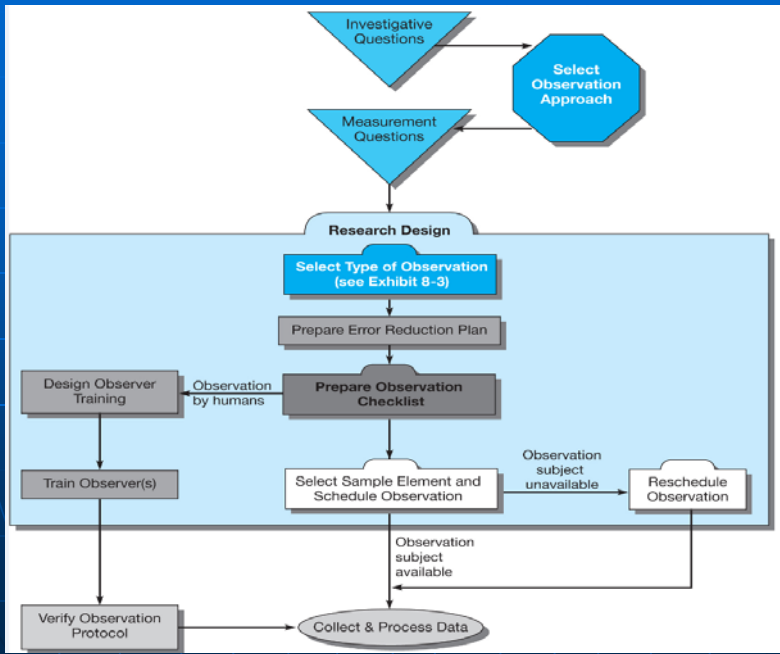 Investigative
Questions
Select
Observation
Approach
Measurement
Questions
Research Design
Select Type of Observation
(see Exhibit 8-3)
Prepare Error Reduction Plan
Design Observer
Training
Observation
by humans
Prepare Observation
Checklist
Train Observer(s)
Select Sample Element and
Schedule Observation
Observation
subject
unavailable
Reschedule
Observation
Observation
subject
available
Verify Observation
Protocol
Collect & Process Data